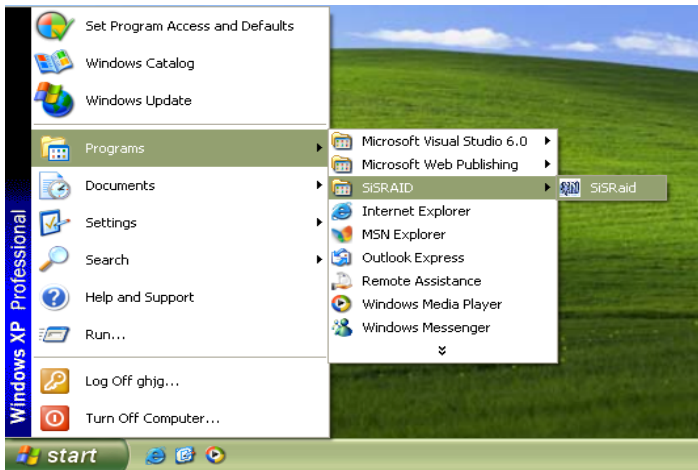 Set Program Access and Defaults
Windows Catalog
Windows Update
Programs
Documents
Settings
Search
Help and Support
Run...
Log Off ghjg...
Turn Off Computer...
Windows XP Professional
Microsoft Visual Studio 6.0
Microsoft Web Publishing
SiSRAID
Internet Explorer
MSN Explorer
Outlook Express
Remote Assistance
Windows Media Player
Windows Messenger
SiSRaid
start